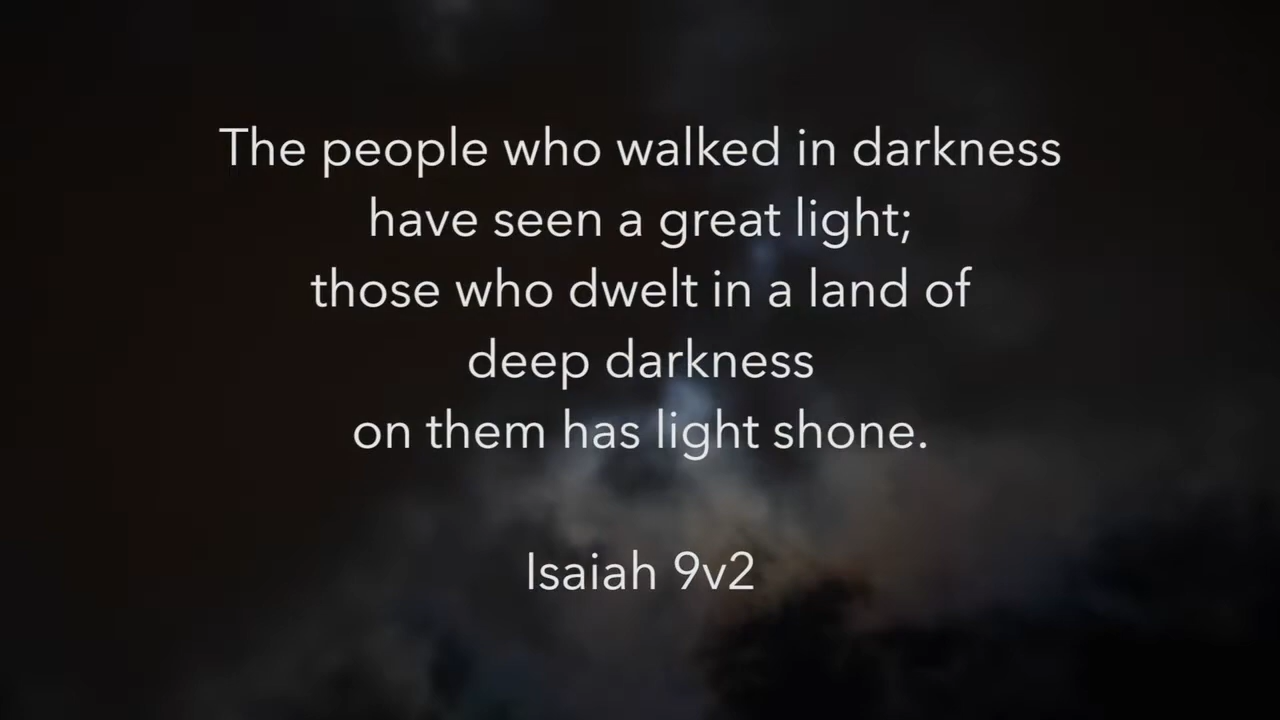 The people who walked in darkness
have seen a great light;
those who dwelt in a land of
deep darkness
on them has light shone.
Isaiah 9v2